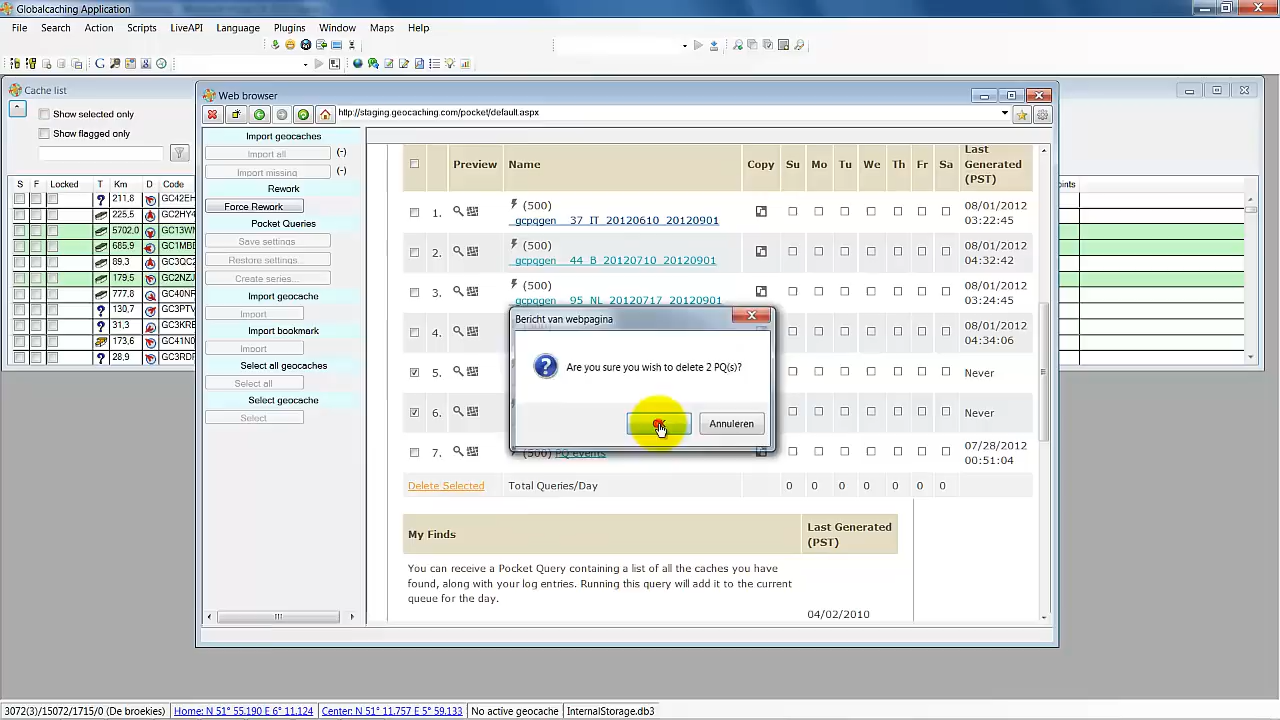 Globalcaching Application
File Search Action Scripts LiveAPI Language Plugins Window Maps Help
Cache list
Show selected only
Show flagged only
S F Locked T Km D Code
211,8 GC42EH
225,5 GC2HY4
5702,0 GC13WN
685,9 GC1MBD
89,3 GC3QC2
179,5 GC2NZJ
777,8 GC40NR
130,7 GC3PTV
31,3 GC3KRE
173,6 GC41N0
28,9 GC3RDF
Web browser
http://staging.geocaching.com/pocket/default.aspx
Import geocaches
Import all (-)
Import missing (-)
Rework
Force Rework
Pocket Queries
Save settings
Restore settings...
Create series...
Import geocache
Import
Import bookmark
Import
Select all geocaches
Select all
Select geocache
Select
Preview Name Copy Su Mo Tu We Th Fr Sa Last Generated (PST)
1. (500) _gcpqgen__37_IT_20120610_20120901 08/01/2012 03:22:45
2. (500) _gcpqgen__44_B_20120710_20120901 08/01/2012 04:32:42
3. (500) _gcpqgen__95_NL_20120717_20120901 08/01/2012 03:24:45
4. 08/01/2012 04:34:06
5. Never
6. Never
7. (500) PQ events 07/28/2012 00:51:04
Delete Selected Total Queries/Day 0 0 0 0 0 0 0
Bericht van webpagina
Are you sure you wish to delete 2 PQ(s)?
Annuleren
My Finds Last Generated (PST)
You can receive a Pocket Query containing a list of all the caches you have
found, along with your log entries. Running this query will add it to the current
queue for the day.
04/02/2010
oints
3072(3)/15072/1715/0 (De broekies) Home: N 51° 55.190 E 6° 11.124 Center: N 51° 11.757 E 5° 59.133 No active geocache InternalStorage.db3